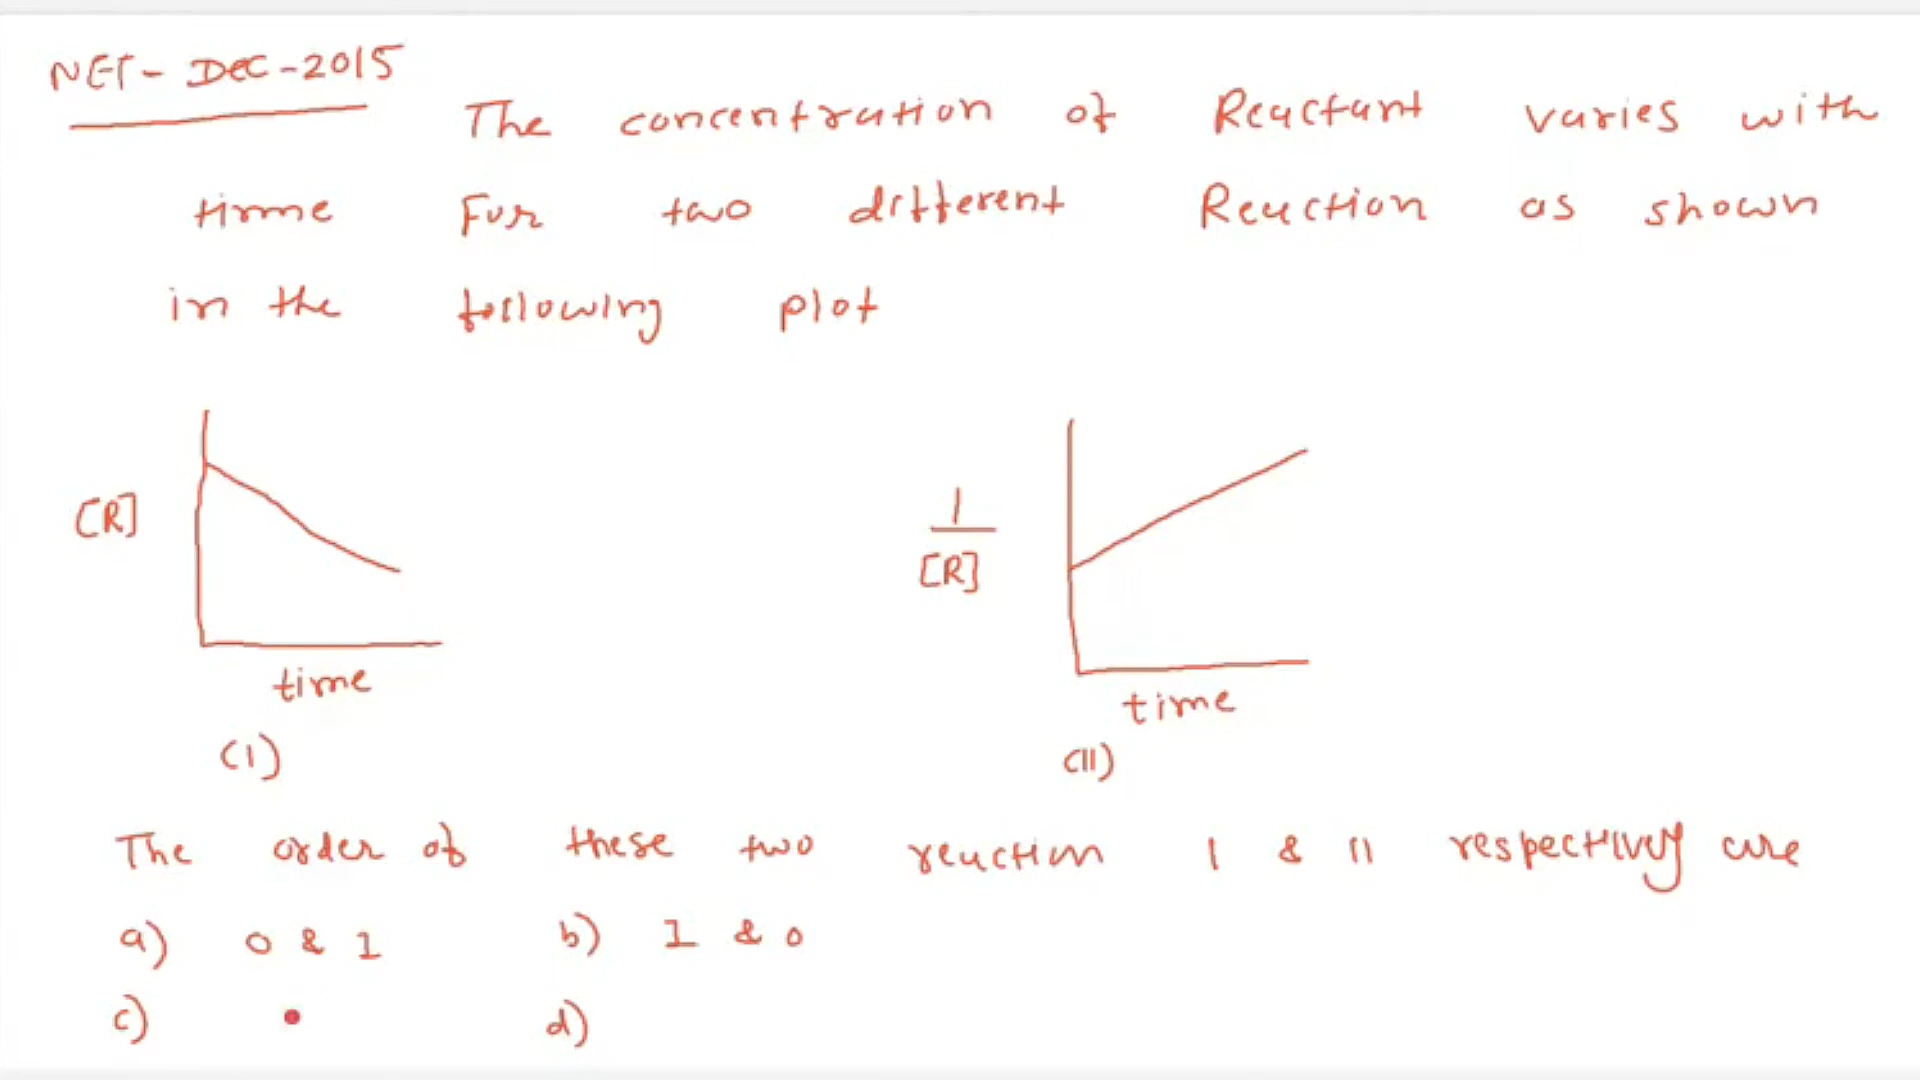 NET - Dec - 2015
The concentration of Reactant varies with
time For two different Reaction as shown
in the following plot
[R]
time
(I)
1
[R]
time
(II)
The order of these two reaction I & II respectively are
a) 0 & 1 b) 1 & 0
c) d)